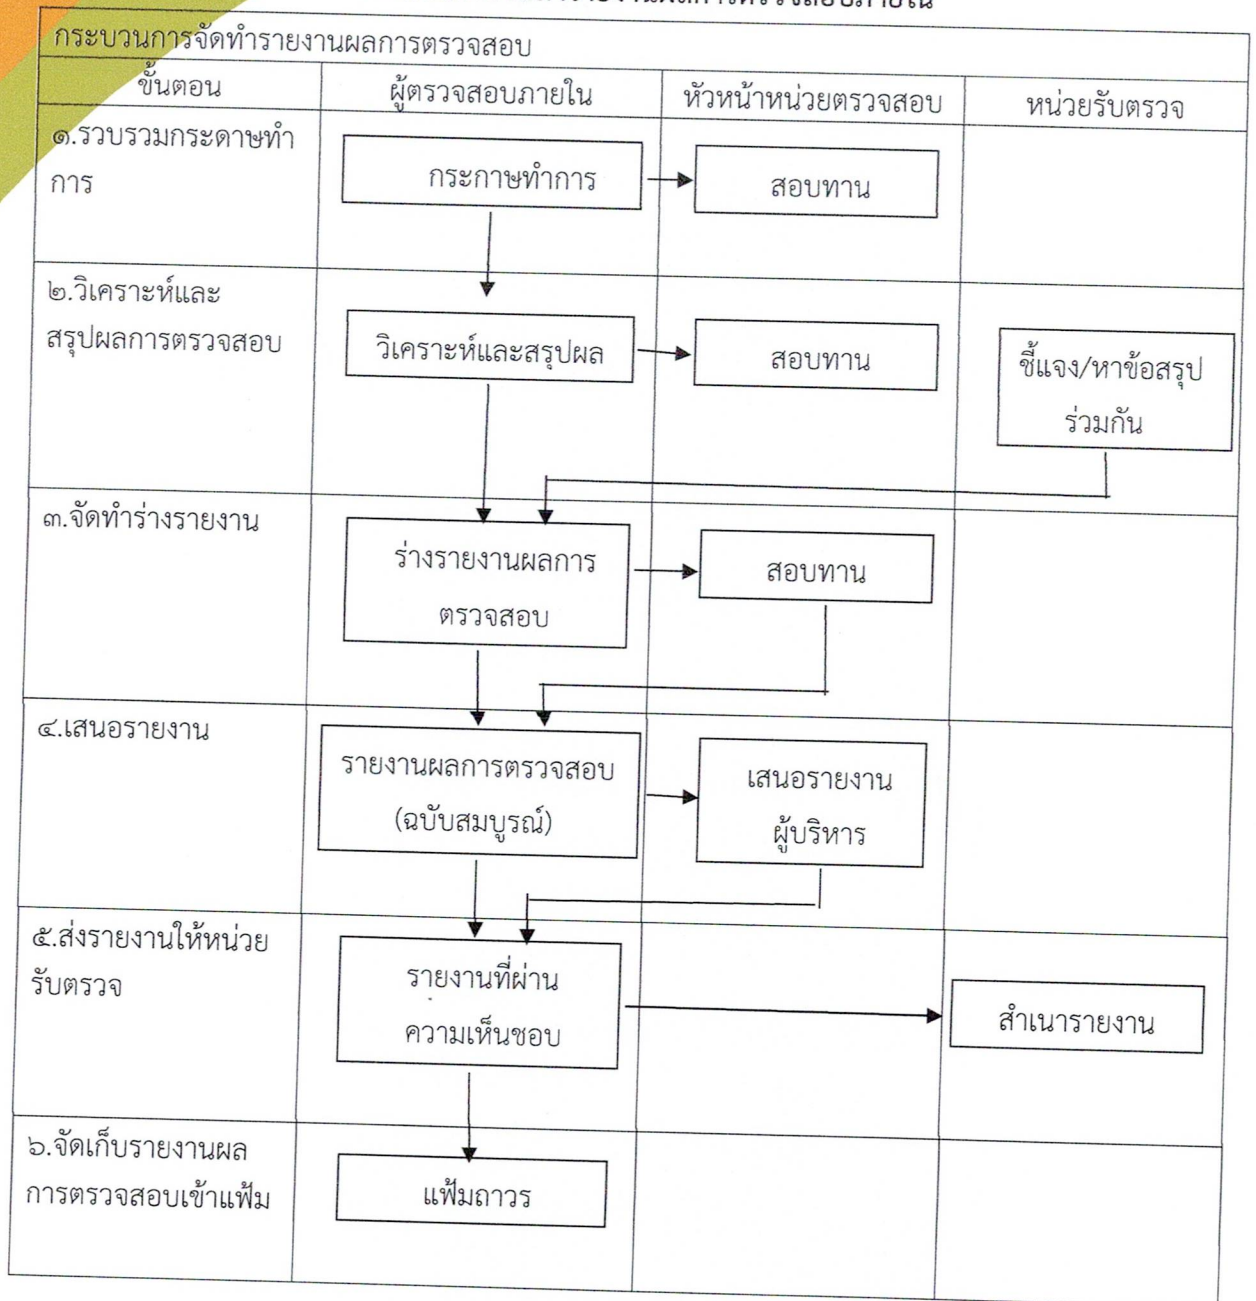 กระบวนการจัดทำรายงานผลการตรวจสอบ
ขั้นตอน
ผู้ตรวจสอบภายใน
หัวหน้าหน่วยตรวจสอบ
หน่วยรับตรวจ
๑.รวบรวมกระดาษทำ
การ
กระกาษทำการ
สอบทาน
๒.วิเคราะห์และ
สรุปผลการตรวจสอบ
วิเคราะห์และสรุปผล
สอบทาน
ชี้แจง/หาข้อสรุป
ร่วมกัน
๓.จัดทำร่างรายงาน
ร่างรายงานผลการ
ตรวจสอบ
สอบทาน
๔.เสนอรายงาน
รายงานผลการตรวจสอบ
(ฉบับสมบูรณ์)
เสนอรายงาน
ผู้บริหาร
๕.ส่งรายงานให้หน่วย
รับตรวจ
รายงานที่ผ่าน
ความเห็นชอบ
สำเนารายงาน
๖.จัดเก็บรายงานผล
การตรวจสอบเข้าแฟ้ม
แฟ้มถาวร